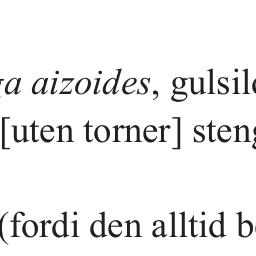 aizoides, gulsil
[uten torner] steng
(fordi den alltid b